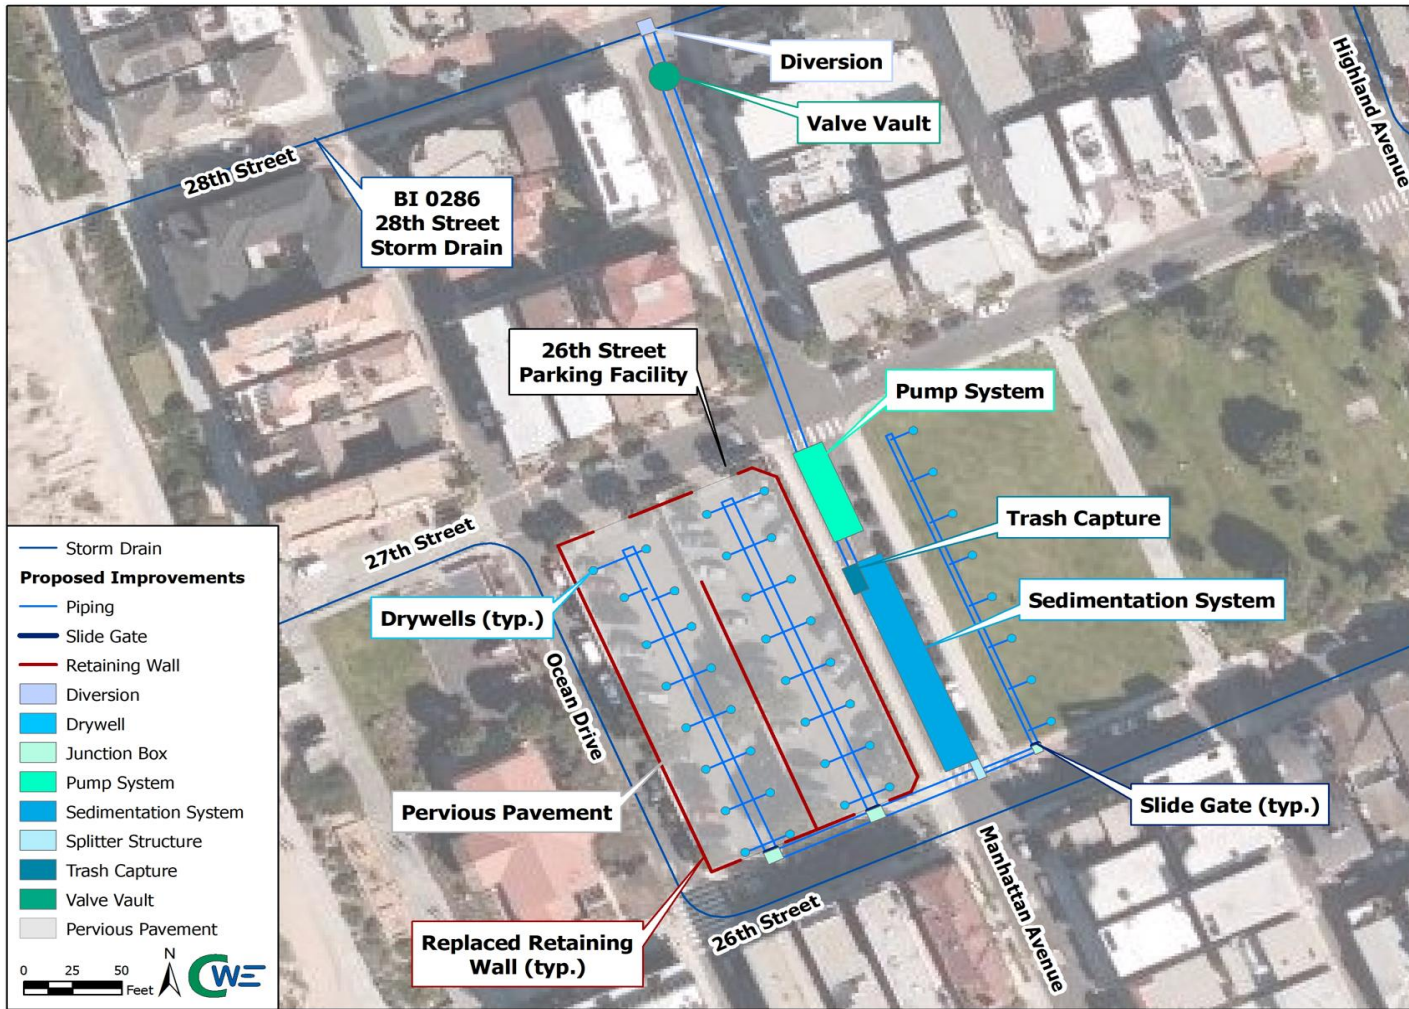 Diversion
Valve Vault
Highland Avenue
28th Street
BI 0286
28th Street
Storm Drain
26th Street
Parking Facility
Pump System
Trash Capture
27th Street
Sedimentation System
Drywells (typ.)
Ocean Drive
Pervious Pavement
Slide Gate (typ.)
Manhattan Avenue
26th Street
Replaced Retaining
Wall (typ.)
Storm Drain
Proposed Improvements
Piping
Slide Gate
Retaining Wall
Diversion
Drywell
Junction Box
Pump System
Sedimentation System
Splitter Structure
Trash Capture
Valve Vault
Pervious Pavement
0 25 50
Feet
N
CWE